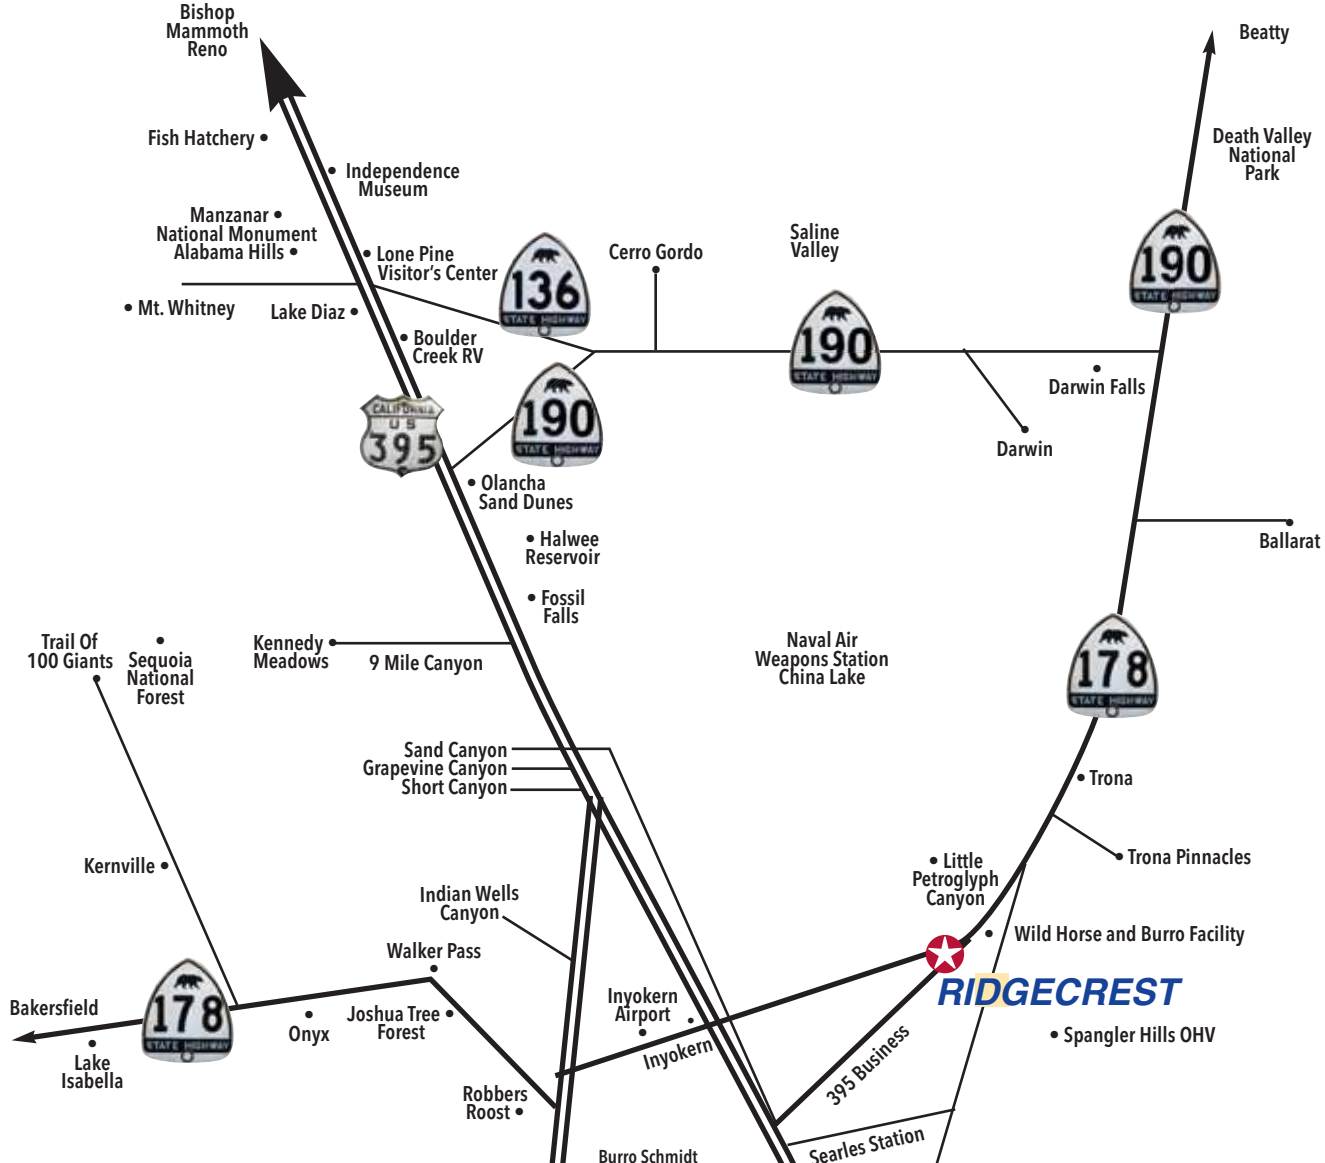 Bishop
Mammoth
Reno
Beatty
Fish Hatchery
Death Valley
National
Park
Independence
Museum
Manzanar
National Monument
Alabama Hills
Saline
Valley
Lone Pine
Visitor's Center
Cerro Gordo
136
STATE HIGHWAY
190
STATE HIGHWAY
Mt. Whitney
Lake Diaz
Boulder
Creek RV
190
STATE HIGHWAY
Darwin Falls
CALIFORNIA
U S
395
190
STATE HIGHWAY
Darwin
Olancha
Sand Dunes
Halwee
Reservoir
Ballarat
Fossil
Falls
Trail Of
100 Giants
Sequoia
National
Forest
Kennedy
Meadows
9 Mile Canyon
Naval Air
Weapons Station
China Lake
178
STATE HIGHWAY
Sand Canyon
Grapevine Canyon
Short Canyon
Trona
Trona Pinnacles
Kernville
Little
Petroglyph
Canyon
Indian Wells
Canyon
Wild Horse and Burro Facility
Walker Pass
RIDGECREST
Bakersfield
178
STATE HIGHWAY
Onyx
Joshua Tree
Forest
Inyokern
Airport
Inyokern
395 Business
Spangler Hills OHV
Lake
Isabella
Robbers
Roost
Searles Station
Burro Schmidt